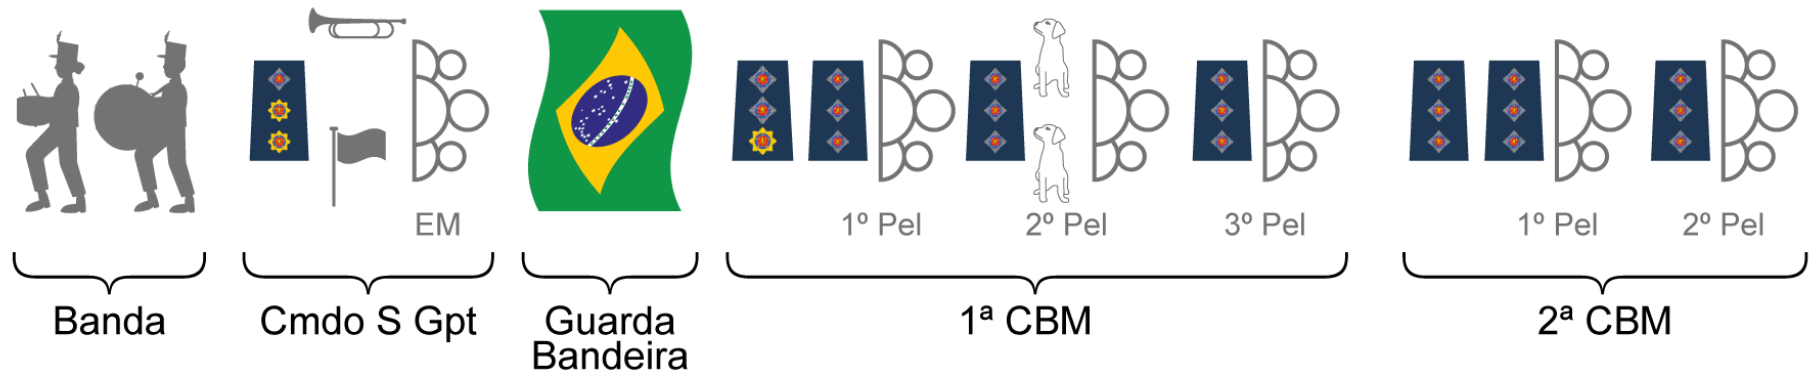 EM
1º Pel
2º Pel
3º Pel
1º Pel
2º Pel
Banda
Cmdo S Gpt
Guarda
Bandeira
1ª CBM
2ª CBM